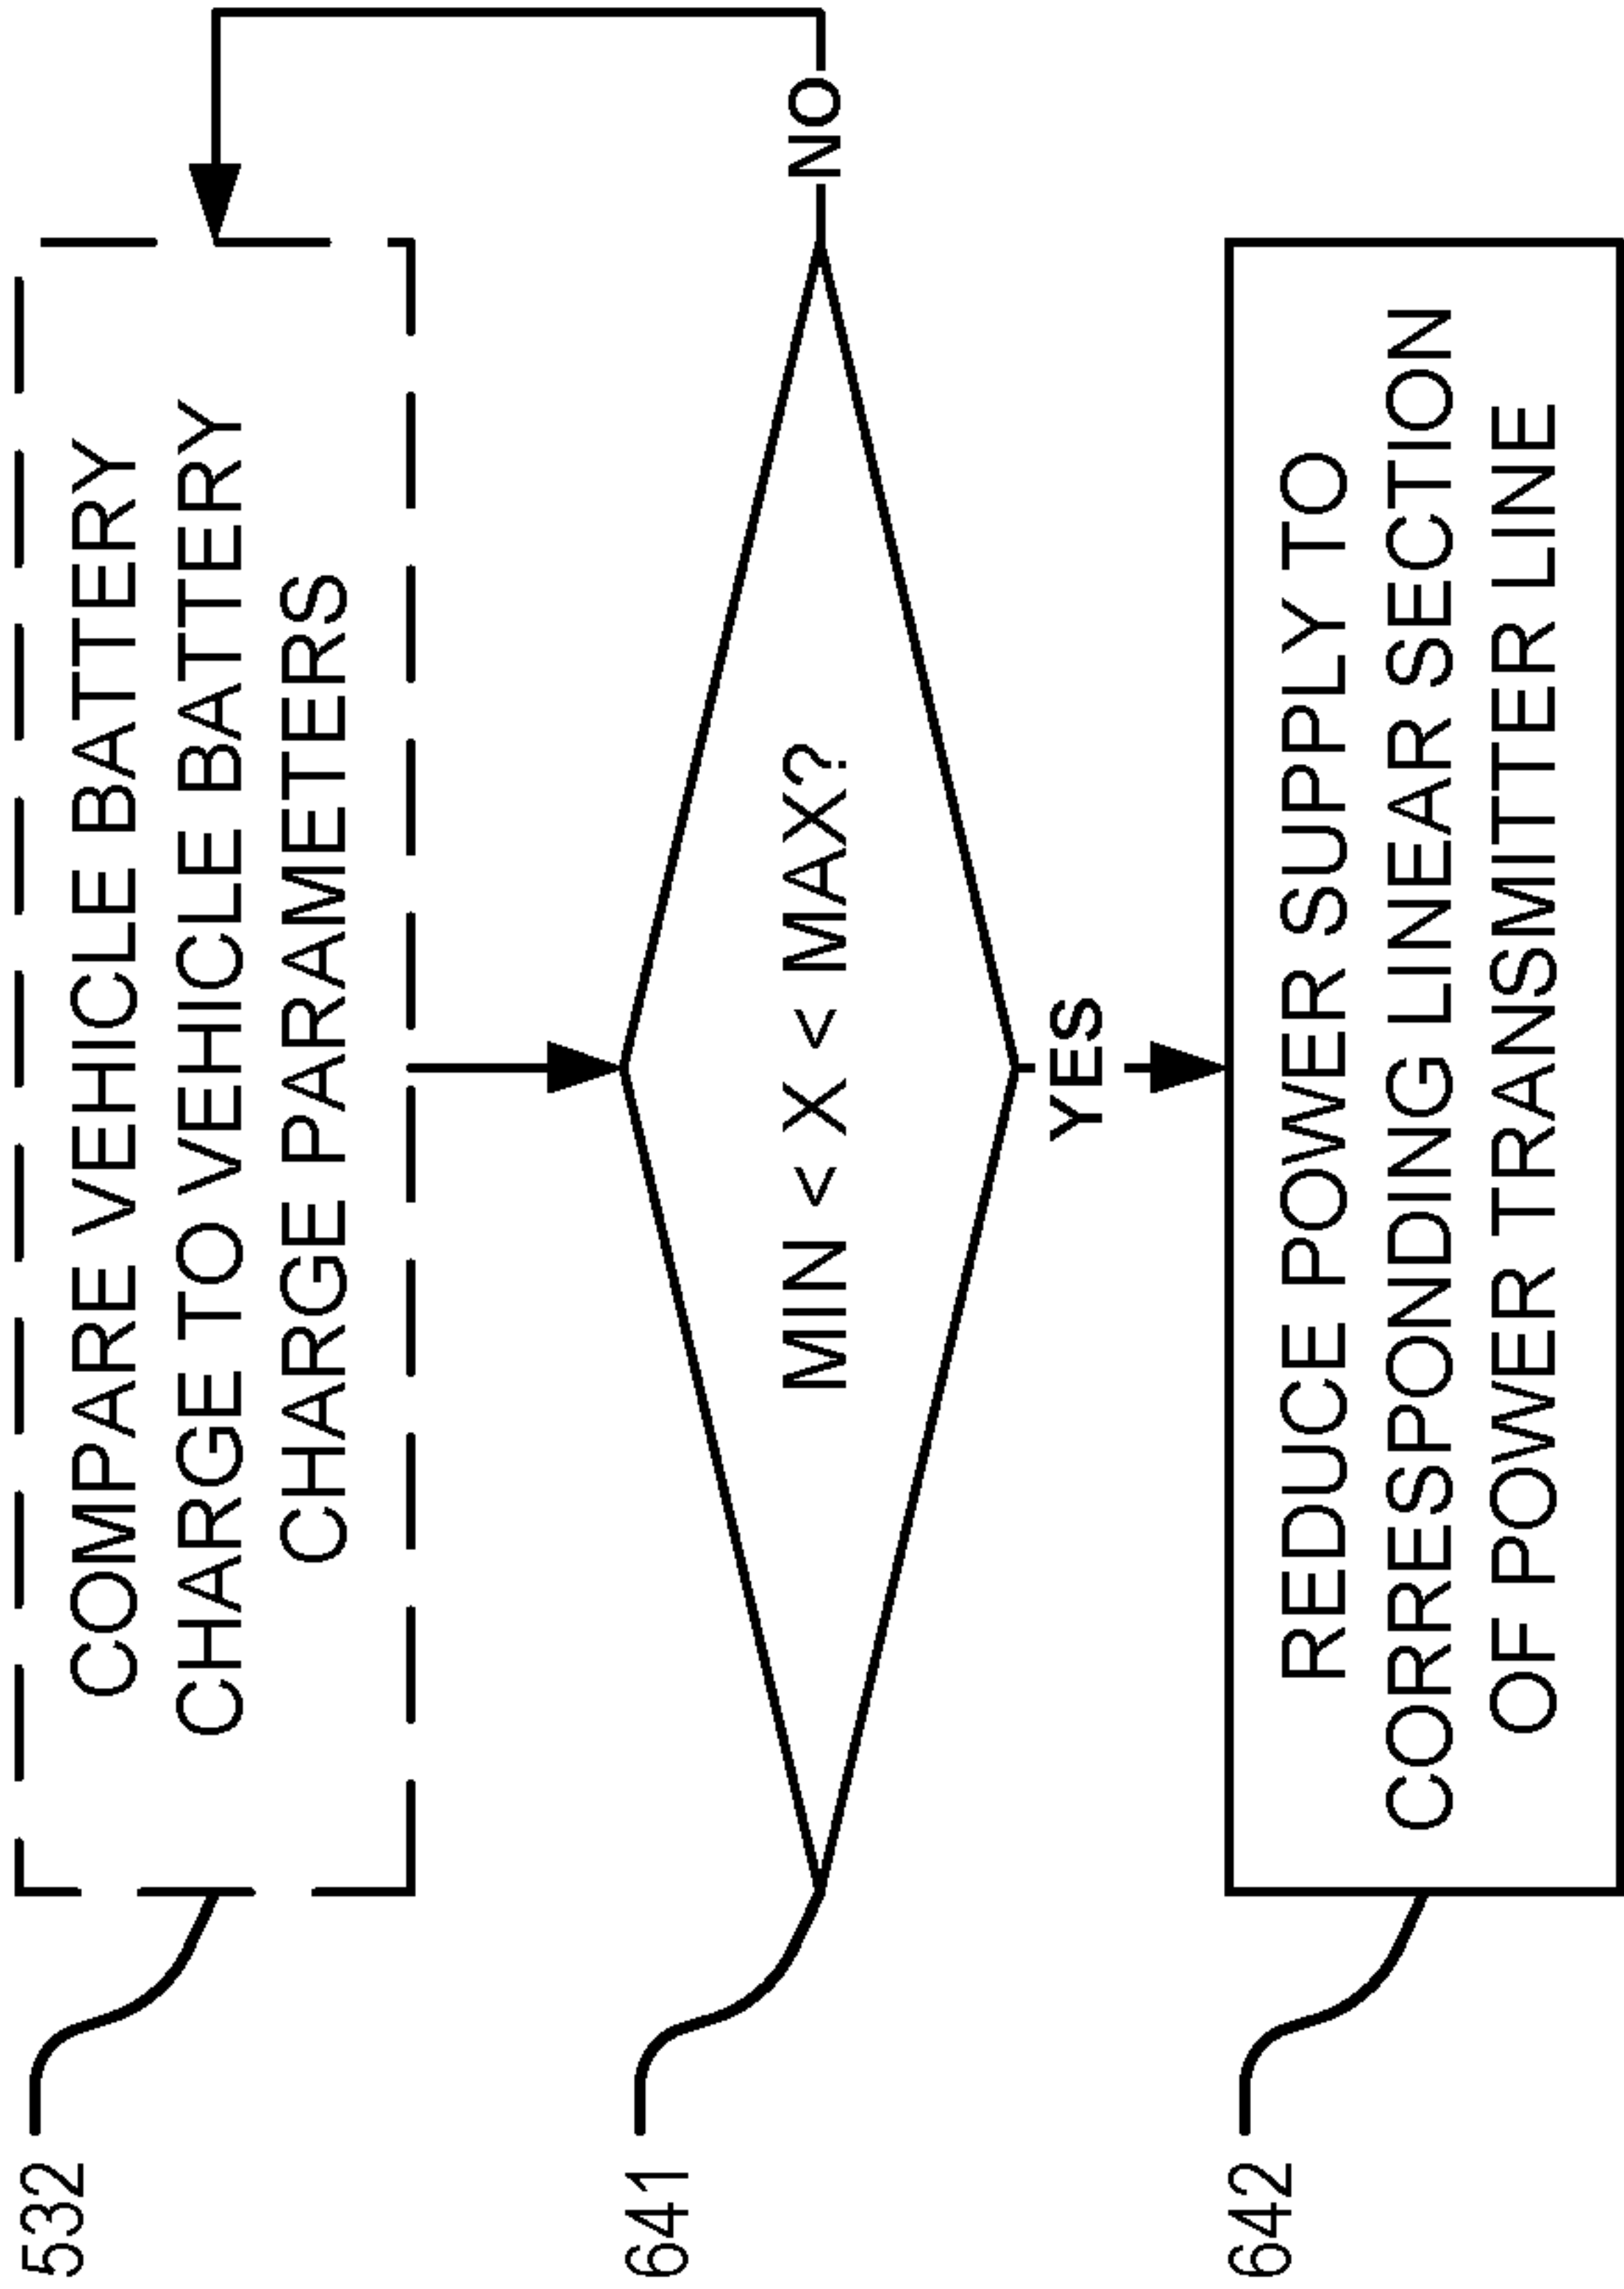 532
COMPARE VEHICLE BATTERY
CHARGE TO VEHICLE BATTERY
CHARGE PARAMETERS
641
MIN < X < MAX?
NO
YES
642
REDUCE POWER SUPPLY TO
CORRESPONDING LINEAR SECTION
OF POWER TRANSMITTER LINE